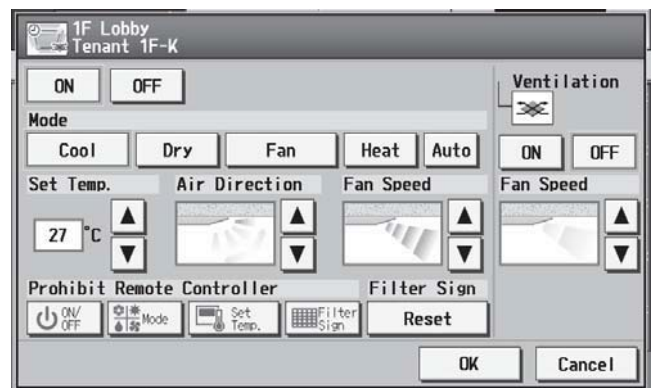 1F Lobby
Tenant 1F-K
ON OFF
Ventilation
Mode
Cool Dry Fan Heat Auto
ON OFF
Set Temp. Air Direction Fan Speed Fan Speed
27 °C
Prohibit Remote Controller Filter Sign
ON/OFF Mode Set Temp. Filter Sign Reset
OK Cancel